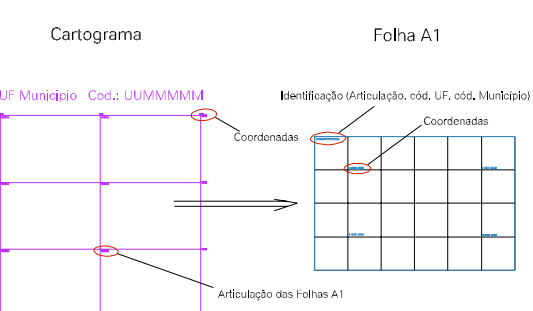 Cartograma
Folha A1
UF Município Cod.: UUMMMMM
Identificação (Articulação, cód. UF, cód. Município)
Coordenadas
Coordenadas
Articulação das Folhas A1